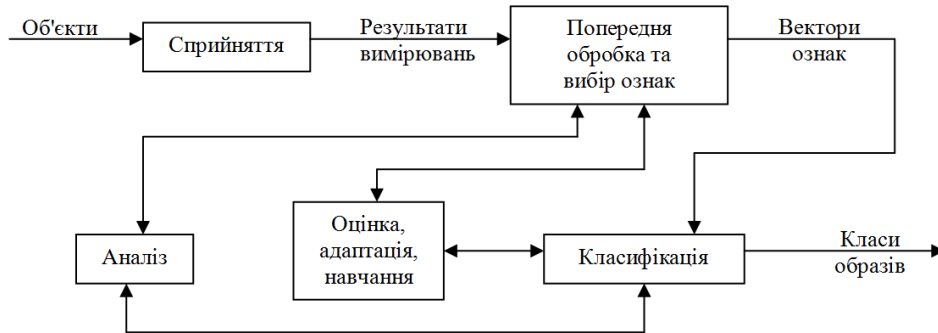 Об'єкти
Сприйняття
Результати
вимірювань
Попередня
обробка та
вибір ознак
Вектори
ознак
Аналіз
Оцінка,
адаптація,
навчання
Класифікація
Класи
образів